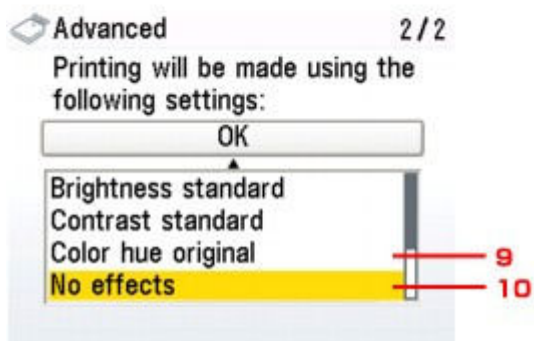 Advanced 2/2
Printing will be made using the
following settings:
OK
Brightness standard
Contrast standard
Color hue original 9
No effects 10